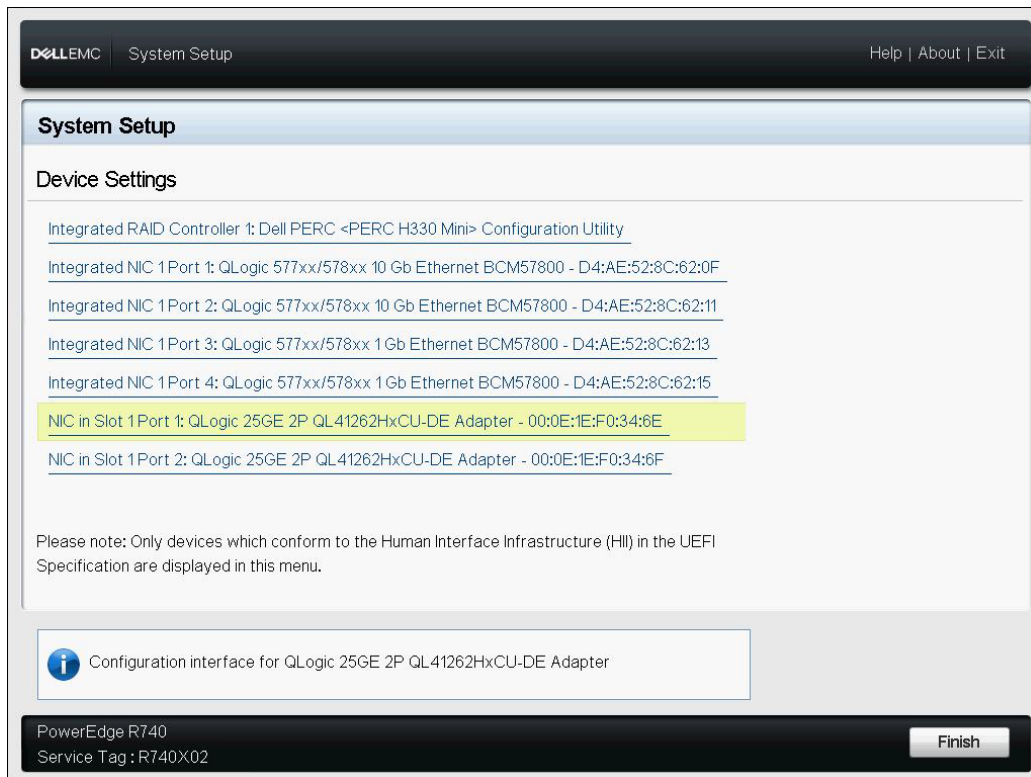 DELLEMC System Setup Help | About | Exit
System Setup
Device Settings
Integrated RAID Controller 1: Dell PERC <PERC H330 Mini> Configuration Utility
Integrated NIC 1 Port 1: QLogic 577xx/578xx 10 Gb Ethernet BCM57800 - D4:AE:52:8C:62:0F
Integrated NIC 1 Port 2: QLogic 577xx/578xx 10 Gb Ethernet BCM57800 - D4:AE:52:8C:62:11
Integrated NIC 1 Port 3: QLogic 577xx/578xx 1 Gb Ethernet BCM57800 - D4:AE:52:8C:62:13
Integrated NIC 1 Port 4: QLogic 577xx/578xx 1 Gb Ethernet BCM57800 - D4:AE:52:8C:62:15
NIC in Slot 1 Port 1: QLogic 25GE 2P QL41262HxCU-DE Adapter - 00:0E:1E:F0:34:6E
NIC in Slot 1 Port 2: QLogic 25GE 2P QL41262HxCU-DE Adapter - 00:0E:1E:F0:34:6F
Please note: Only devices which conform to the Human Interface Infrastructure (HII) in the UEFI
Specification are displayed in this menu.
Configuration interface for QLogic 25GE 2P QL41262HxCU-DE Adapter
PowerEdge R740
Service Tag : R740X02
Finish